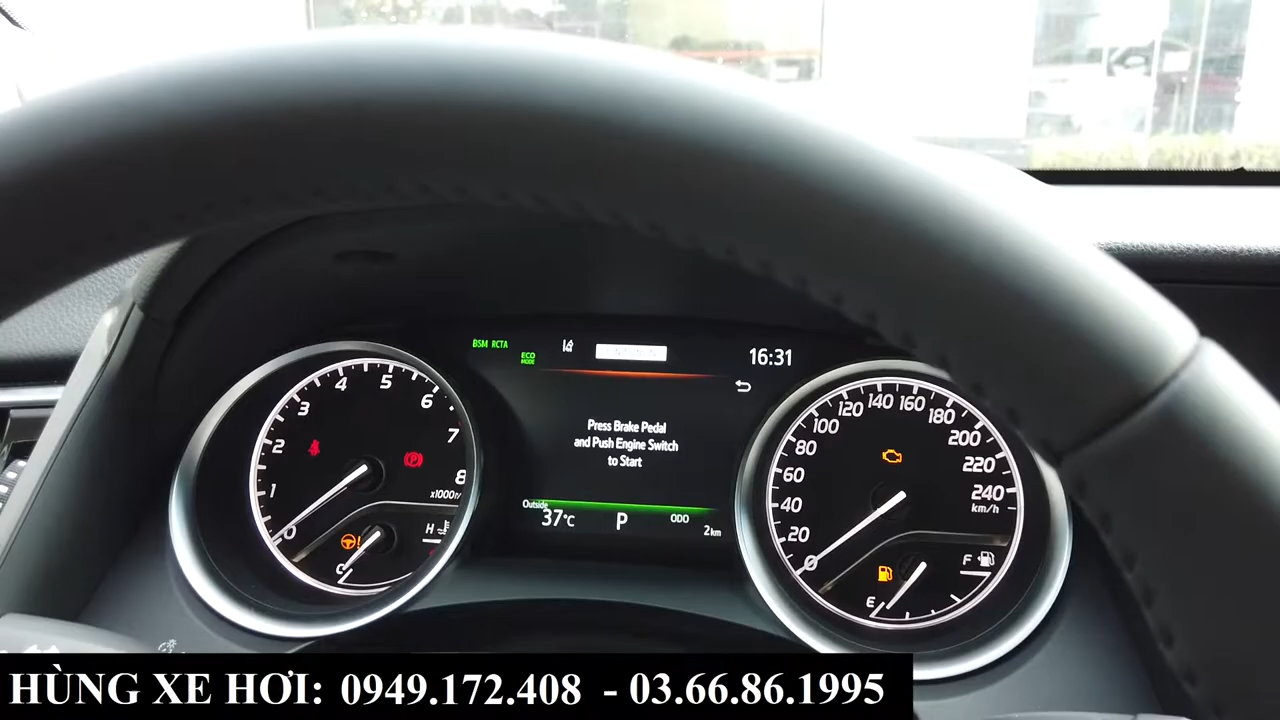 BSM RCTA
ECO
MODE
16:31
Press Brake Pedal
and Push Engine Switch
to Start
Outside
37°C
P
ODO
2km
0
1
2
3
4
5
6
7
8
x1000r/
H
C
0
20
40
60
80
100
120
140
160
180
200
220
240
km/h
F
E
HÙNG XE HƠI: 0949.172.408 - 03.66.86.1995